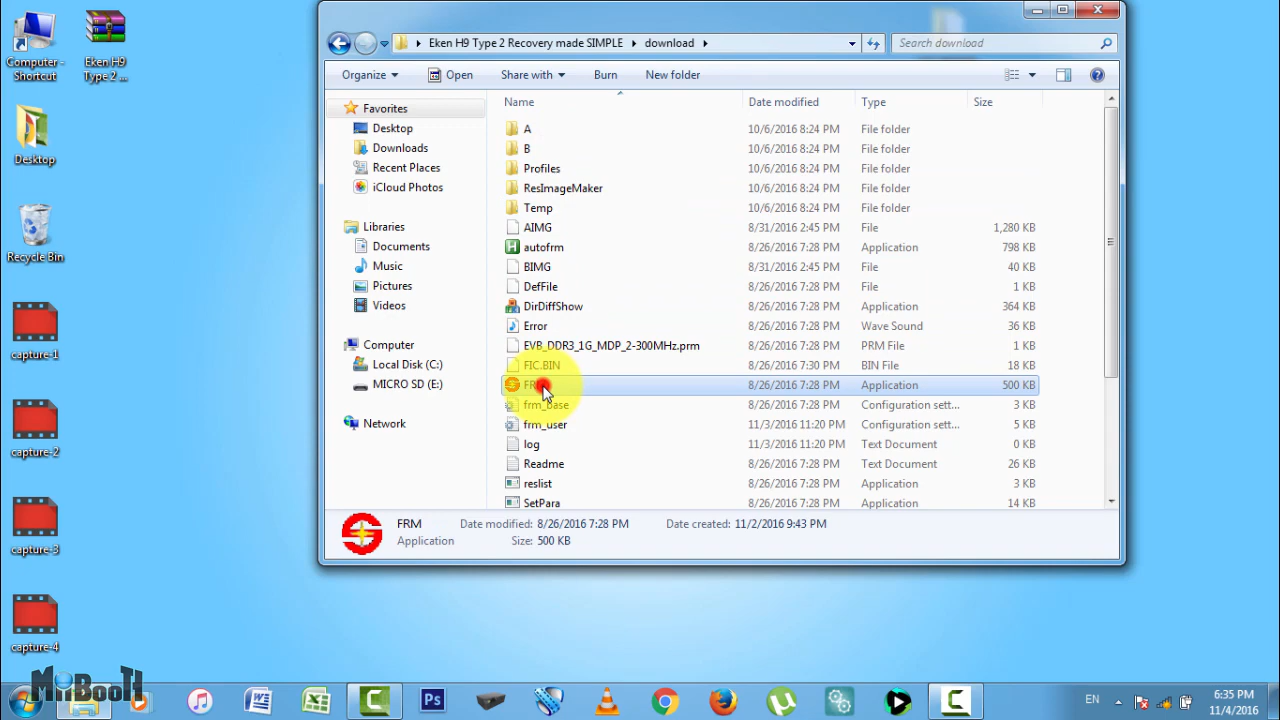 Computer - Shortcut
Eken H9 Type 2 ...
Desktop
Recycle Bin
capture-1
capture-2
capture-3
capture-4
Eken H9 Type 2 Recovery made SIMPLE
download
Search download
Organize
Open
Share with
Burn
New folder
Favorites
Desktop
Downloads
Recent Places
iCloud Photos
Libraries
Documents
Music
Pictures
Videos
Computer
Local Disk (C:)
MICRO SD (E:)
Network
Name Date modified Type Size
A 10/6/2016 8:24 PM File folder
B 10/6/2016 8:24 PM File folder
Profiles 10/6/2016 8:24 PM File folder
ResImageMaker 10/6/2016 8:24 PM File folder
Temp 10/6/2016 8:24 PM File folder
AIMG 8/31/2016 2:45 PM File 1,280 KB
autofrm 8/26/2016 7:28 PM Application 798 KB
BIMG 8/31/2016 2:45 PM File 40 KB
DefFile 8/26/2016 7:28 PM File 1 KB
DirDiffShow 8/26/2016 7:28 PM Application 364 KB
Error 8/26/2016 7:28 PM Wave Sound 36 KB
EVB_DDR3_1G_MDP_2-300MHz.prm 8/26/2016 7:28 PM PRM File 1 KB
FIC.BIN 8/26/2016 7:30 PM BIN File 18 KB
FRM 8/26/2016 7:28 PM Application 500 KB
frm_base 8/26/2016 7:28 PM Configuration sett... 3 KB
frm_user 11/3/2016 11:20 PM Configuration sett... 5 KB
log 11/3/2016 11:20 PM Text Document 0 KB
Readme 8/26/2016 7:28 PM Text Document 26 KB
reslist 8/26/2016 7:28 PM Application 3 KB
SetPara 8/26/2016 7:28 PM Application 14 KB
FRM Date modified: 8/26/2016 7:28 PM Date created: 11/2/2016 9:43 PM
Application Size: 500 KB
MiiBooTH
Ps
EN
6:35 PM
11/4/2016